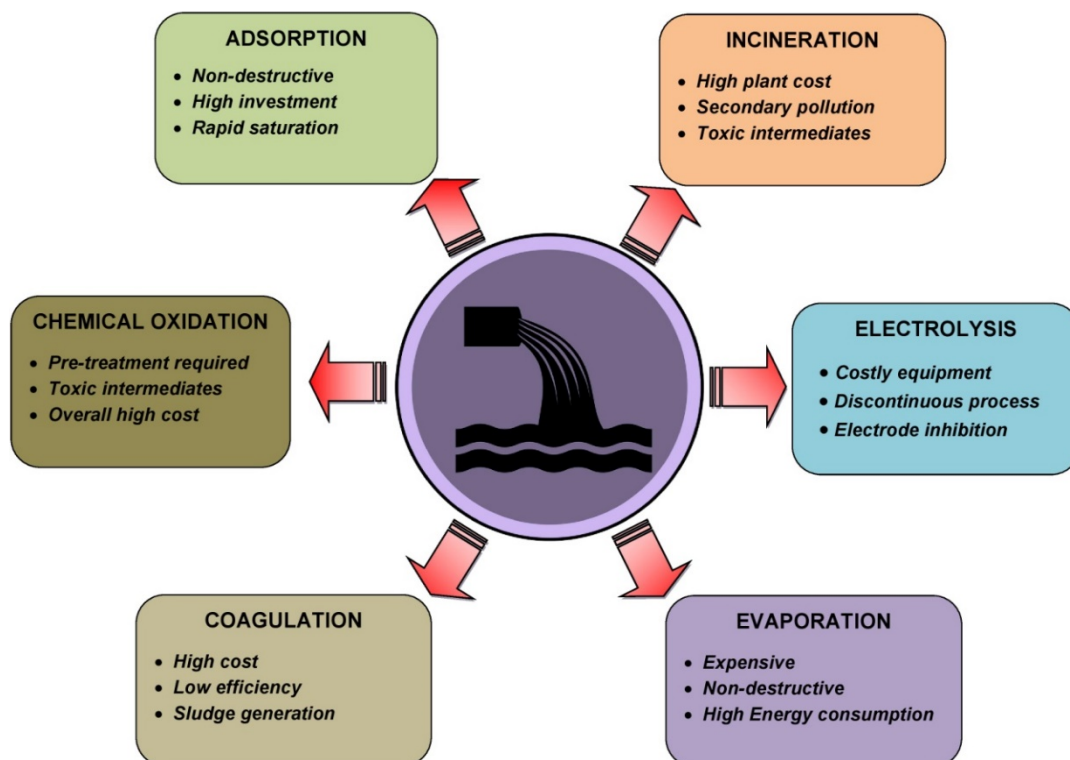 ADSORPTION
• Non-destructive
• High investment
• Rapid saturation
INCINERATION
• High plant cost
• Secondary pollution
• Toxic intermediates
CHEMICAL OXIDATION
• Pre-treatment required
• Toxic intermediates
• Overall high cost
ELECTROLYSIS
• Costly equipment
• Discontinuous process
• Electrode inhibition
COAGULATION
• High cost
• Low efficiency
• Sludge generation
EVAPORATION
• Expensive
• Non-destructive
• High Energy consumption